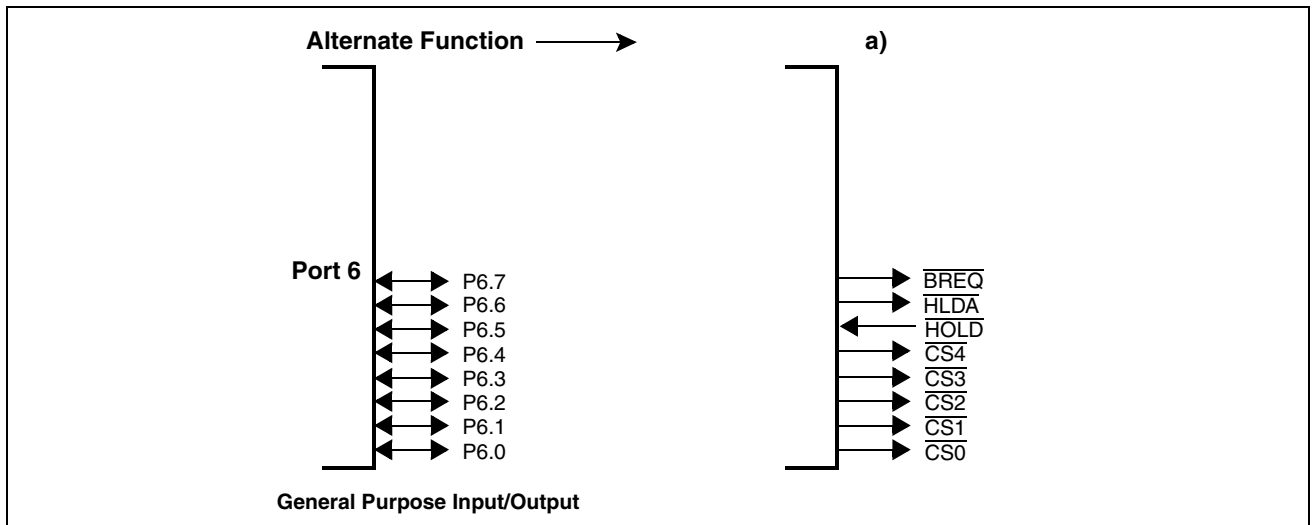 Alternate Function a)
Port 6
P6.7 BREQ
P6.6 HLDA
P6.5 HOLD
P6.4 CS4
P6.3 CS3
P6.2 CS2
P6.1 CS1
P6.0 CS0
General Purpose Input/Output